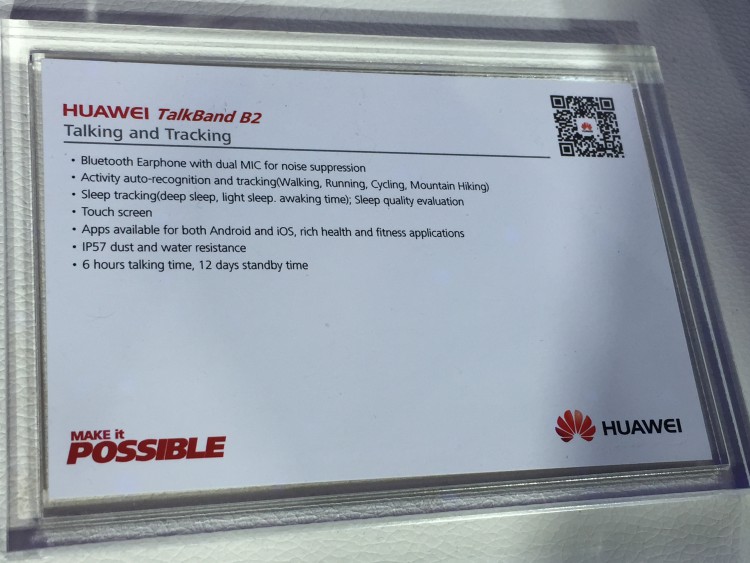 HUAWEI TalkBand B2
Talking and Tracking
• Bluetooth Earphone with dual MIC for noise suppression
• Activity auto-recognition and tracking(Walking, Running, Cycling, Mountain Hiking)
• Sleep tracking(deep sleep, light sleep. awaking time); Sleep quality evaluation
• Touch screen
• Apps available for both Android and iOS, rich health and fitness applications
• IP57 dust and water resistance
• 6 hours talking time, 12 days standby time
MAKE it
POSSIBLE
HUAWEI